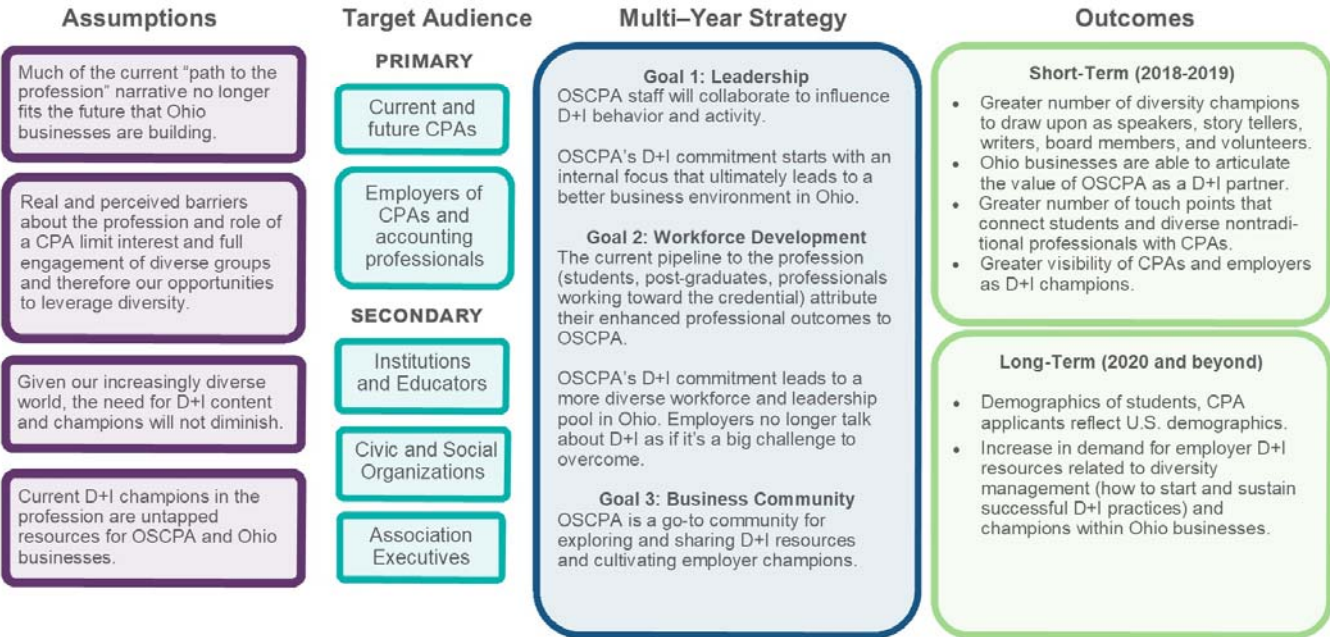 Assumptions
Much of the current “path to the
profession” narrative no longer
fits the future that Ohio
businesses are building.
Real and perceived barriers
about the profession and role of
a CPA limit interest and full
engagement of diverse groups
and therefore our opportunities
to leverage diversity.
Given our increasingly diverse
world, the need for D+I content
and champions will not diminish.
Current D+I champions in the
profession are untapped
resources for OSCPA and Ohio
businesses.
Target Audience
PRIMARY
Current and
future CPAs
Employers of
CPAs and
accounting
professionals
SECONDARY
Institutions
and Educators
Civic and Social
Organizations
Association
Executives
Multi–Year Strategy
Goal 1: Leadership
OSCPA staff will collaborate to influence
D+I behavior and activity.
OSCPA’s D+I commitment starts with an
internal focus that ultimately leads to a
better business environment in Ohio.
Goal 2: Workforce Development
The current pipeline to the profession
(students, post-graduates, professionals
working toward the credential) attribute
their enhanced professional outcomes to
OSCPA.
OSCPA’s D+I commitment leads to a
more diverse workforce and leadership
pool in Ohio. Employers no longer talk
about D+I as if it’s a big challenge to
overcome.
Goal 3: Business Community
OSCPA is a go-to community for
exploring and sharing D+I resources
and cultivating employer champions.
Outcomes
Short-Term (2018-2019)
• Greater number of diversity champions
to draw upon as speakers, story tellers,
writers, board members, and volunteers.
• Ohio businesses are able to articulate
the value of OSCPA as a D+I partner.
• Greater number of touch points that
connect students and diverse nontradi-
tional professionals with CPAs.
• Greater visibility of CPAs and employers
as D+I champions.
Long-Term (2020 and beyond)
• Demographics of students, CPA
applicants reflect U.S. demographics.
• Increase in demand for employer D+I
resources related to diversity
management (how to start and sustain
successful D+I practices) and
champions within Ohio businesses.